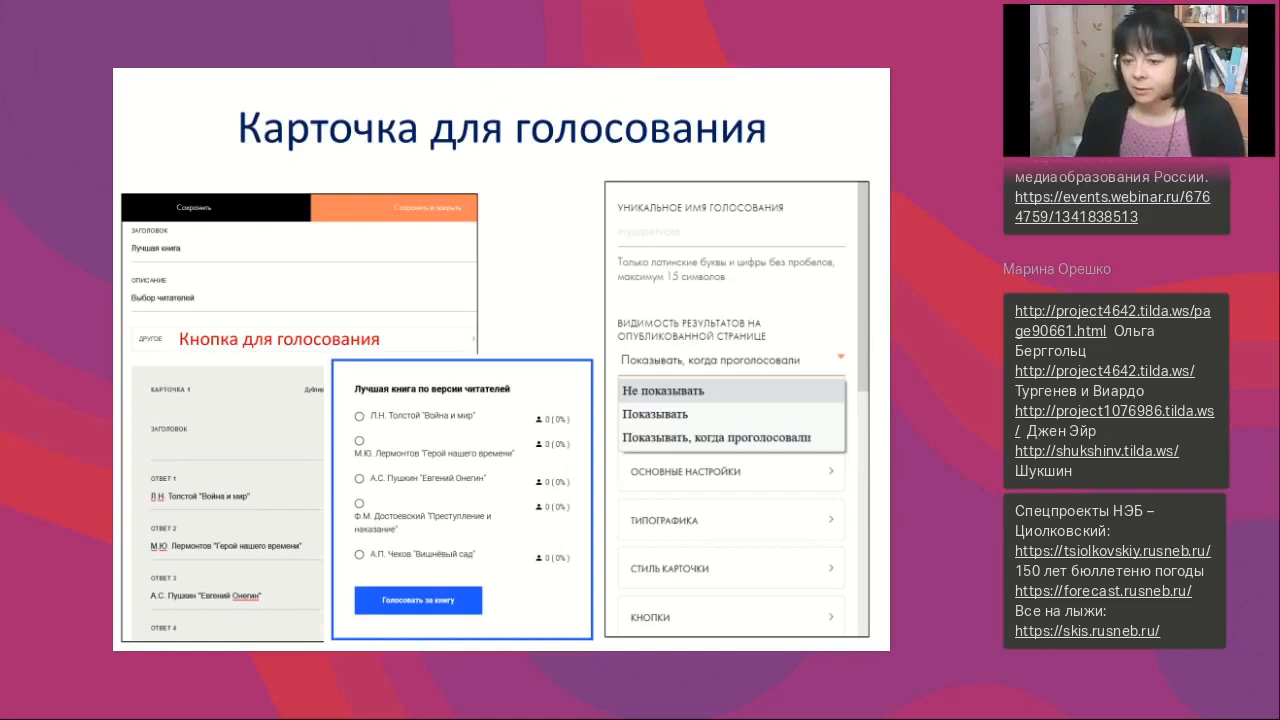 Карточка для голосования
Сохранить
Сохранить и закрыть
ЗАГОЛОВОК
Лучшая книга
ОПИСАНИЕ
Выбор читателей
ДРУГОЕ
Кнопка для голосования
КАРТОЧКА 1
ЗАГОЛОВОК
ОТВЕТ 1
Л.Н. Толстой "Война и мир"
ОТВЕТ 2
М.Ю. Лермонтов "Герой нашего времени"
ОТВЕТ 3
А.С. Пушкин "Евгений Онегин"
ОТВЕТ 4
Лучшая книга по версии читателей
Л.Н. Толстой "Война и мир"
0 ( 0% )
М.Ю. Лермонтов "Герой нашего времени"
0 ( 0% )
А.С. Пушкин "Евгений Онегин"
0 ( 0% )
Ф.М. Достоевский "Преступление и
наказание"
0 ( 0% )
А.П. Чехов "Вишнёвый сад"
0 ( 0% )
Голосовать за книгу
УНИКАЛЬНОЕ ИМЯ ГОЛОСОВАНИЯ
mysupervote
Только латинские буквы и цифры без пробелов,
максимум 15 символов
ВИДИМОСТЬ РЕЗУЛЬТАТОВ НА
ОПУБЛИКОВАННОЙ СТРАНИЦЕ
Показывать, когда проголосовали
Не показывать
Показывать
Показывать, когда проголосовали
ОСНОВНЫЕ НАСТРОЙКИ
ТИПОГРАФИКА
СТИЛЬ КАРТОЧКИ
КНОПКИ
медиаобразования России.
https://events.webinar.ru/676
4759/1341838513
Марина Орешко
http://project4642.tilda.ws/pa
ge90661.html Ольга
Берггольц
http://project4642.tilda.ws/
Тургенев и Виардо
http://project1076986.tilda.ws
/ Джен Эйр
http://shukshinv.tilda.ws/
Шукшин
Спецпроекты НЭБ –
Циолковский:
https://tsiolkovskiy.rusneb.ru/
150 лет бюллетеню погоды
https://forecast.rusneb.ru/
Все на лыжи:
https://skis.rusneb.ru/